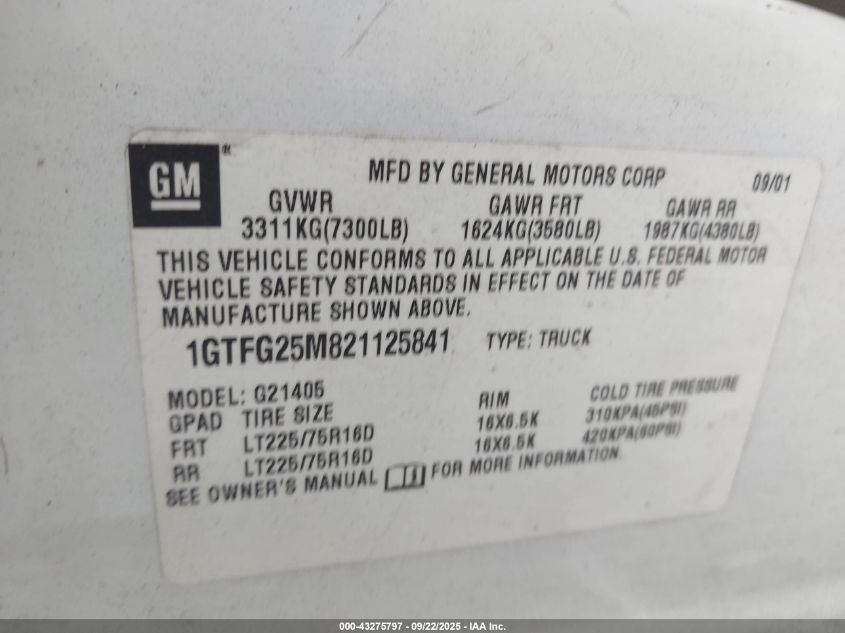 GM®
MFD BY GENERAL MOTORS CORP 09/01
GVWR GAWR FRT GAWR RR
3311KG(7300LB) 1624KG(3580LB) 1987KG(4380LB)
THIS VEHICLE CONFORMS TO ALL APPLICABLE U.S. FEDERAL MOTOR
VEHICLE SAFETY STANDARDS IN EFFECT ON THE DATE OF
MANUFACTURE SHOWN ABOVE.
1GTFG25M821125841 TYPE: TRUCK
MODEL: G21405
GPAD TIRE SIZE RIM COLD TIRE PRESSURE
FRT LT225/75R16D 16X6.5K 310KPA(45PSI)
RR LT225/75R16D 16X6.5K 420KPA(60PSI)
SEE OWNER'S MANUAL FOR MORE INFORMATION.
000-43275797 - 09/22/2025 - IAA Inc.